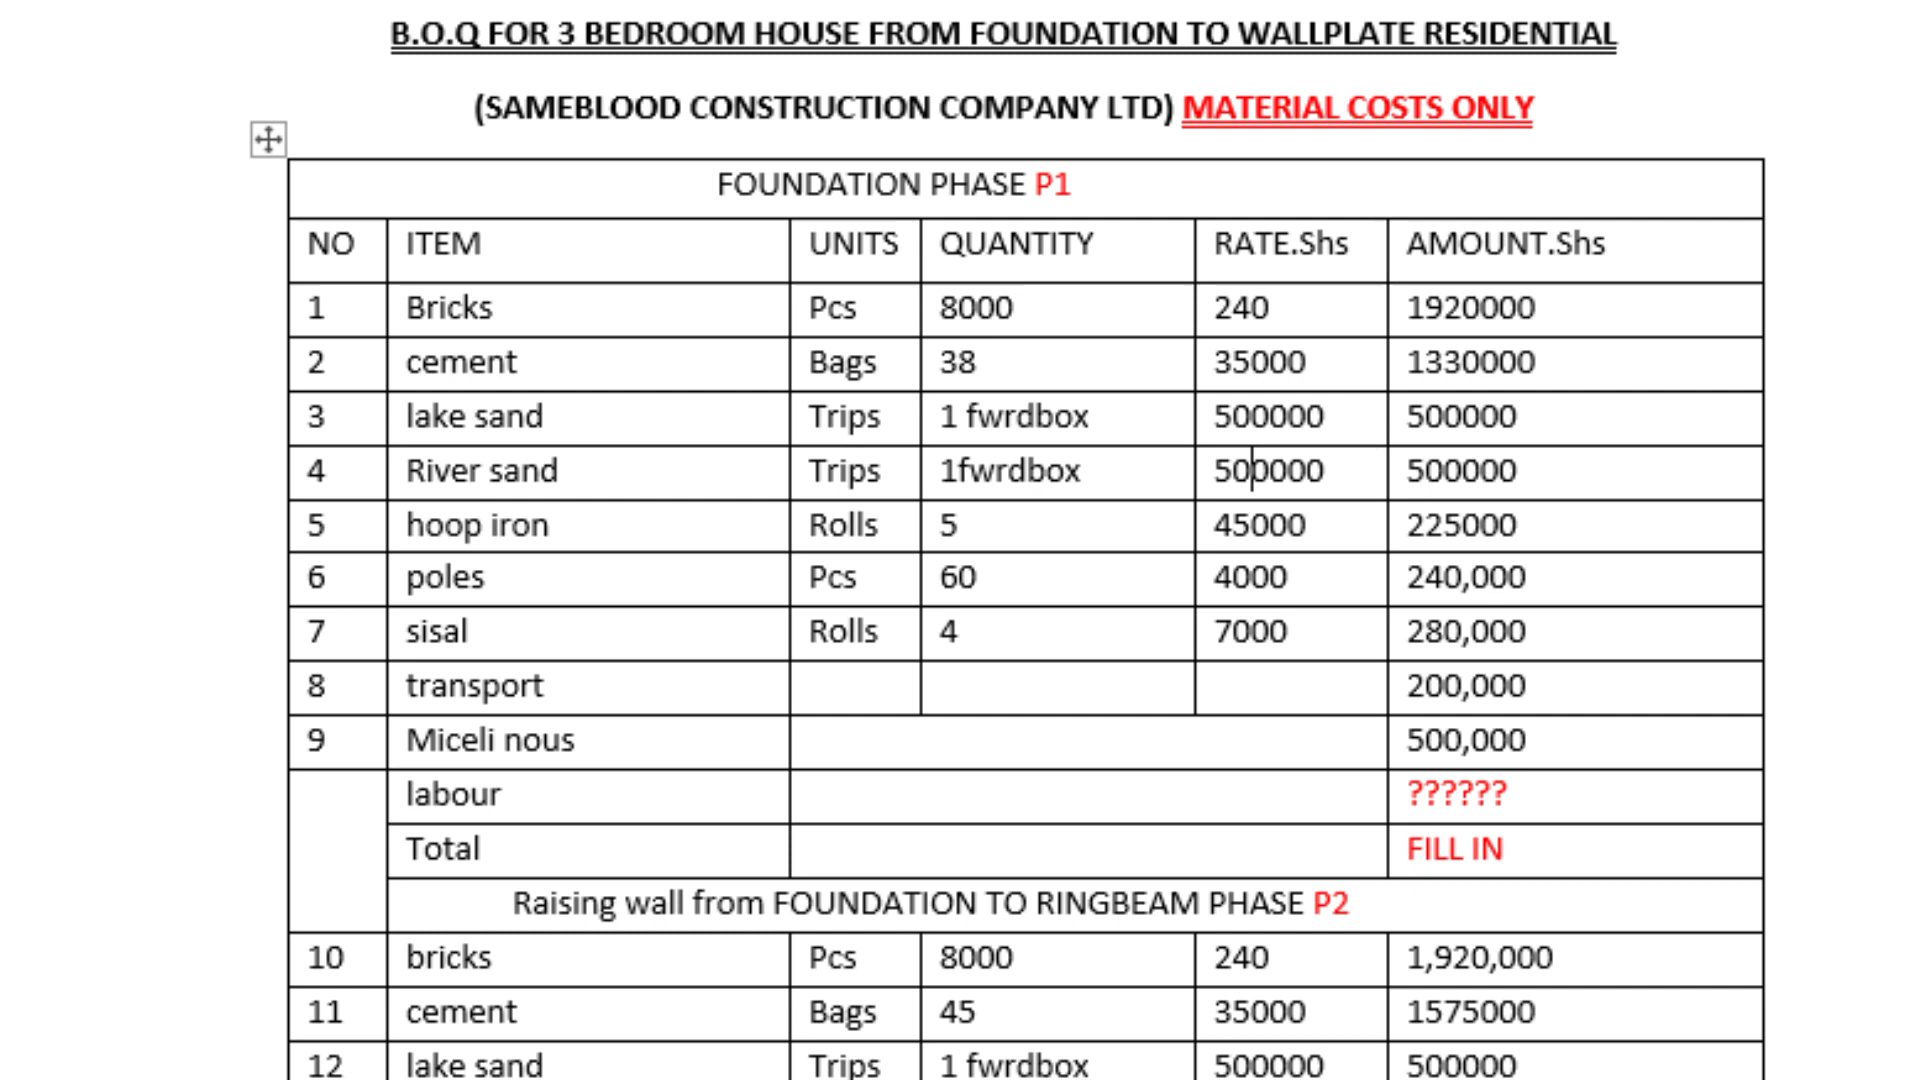 B.O.Q FOR 3 BEDROOM HOUSE FROM FOUNDATION TO WALLPLATE RESIDENTIAL
(SAMEBLOOD CONSTRUCTION COMPANY LTD) MATERIAL COSTS ONLY
FOUNDATION PHASE P1
NO ITEM UNITS QUANTITY RATE.Shs AMOUNT.Shs
1 Bricks Pcs 8000 240 1920000
2 cement Bags 38 35000 1330000
3 lake sand Trips 1 fwrdbox 500000 500000
4 River sand Trips 1fwrdbox 500000 500000
5 hoop iron Rolls 5 45000 225000
6 poles Pcs 60 4000 240,000
7 sisal Rolls 4 7000 280,000
8 transport 200,000
9 Miceli nous 500,000
labour ??????
Total FILL IN
Raising wall from FOUNDATION TO RINGBEAM PHASE P2
10 bricks Pcs 8000 240 1,920,000
11 cement Bags 45 35000 1575000
12 lake sand Trips 1 fwrdbox 500000 500000